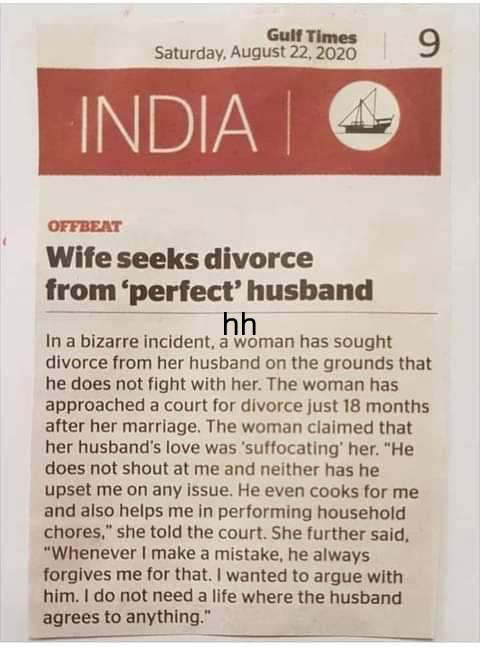 Gulf Times
Saturday, August 22, 2020
9
INDIA
OFFBEAT
Wife seeks divorce
from ‘perfect’ husband
hh
In a bizarre incident, a woman has sought
divorce from her husband on the grounds that
he does not fight with her. The woman has
approached a court for divorce just 18 months
after her marriage. The woman claimed that
her husband’s love was ‘suffocating’ her. “He
does not shout at me and neither has he
upset me on any issue. He even cooks for me
and also helps me in performing household
chores,” she told the court. She further said,
“Whenever I make a mistake, he always
forgives me for that. I wanted to argue with
him. I do not need a life where the husband
agrees to anything.”